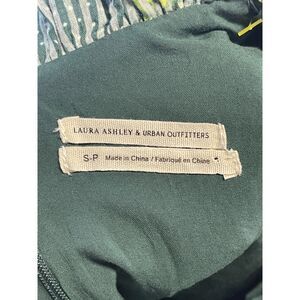 LAURA ASHLEY & URBAN OUTFITTERS
S-P Made in China / Fabriqué en Chine